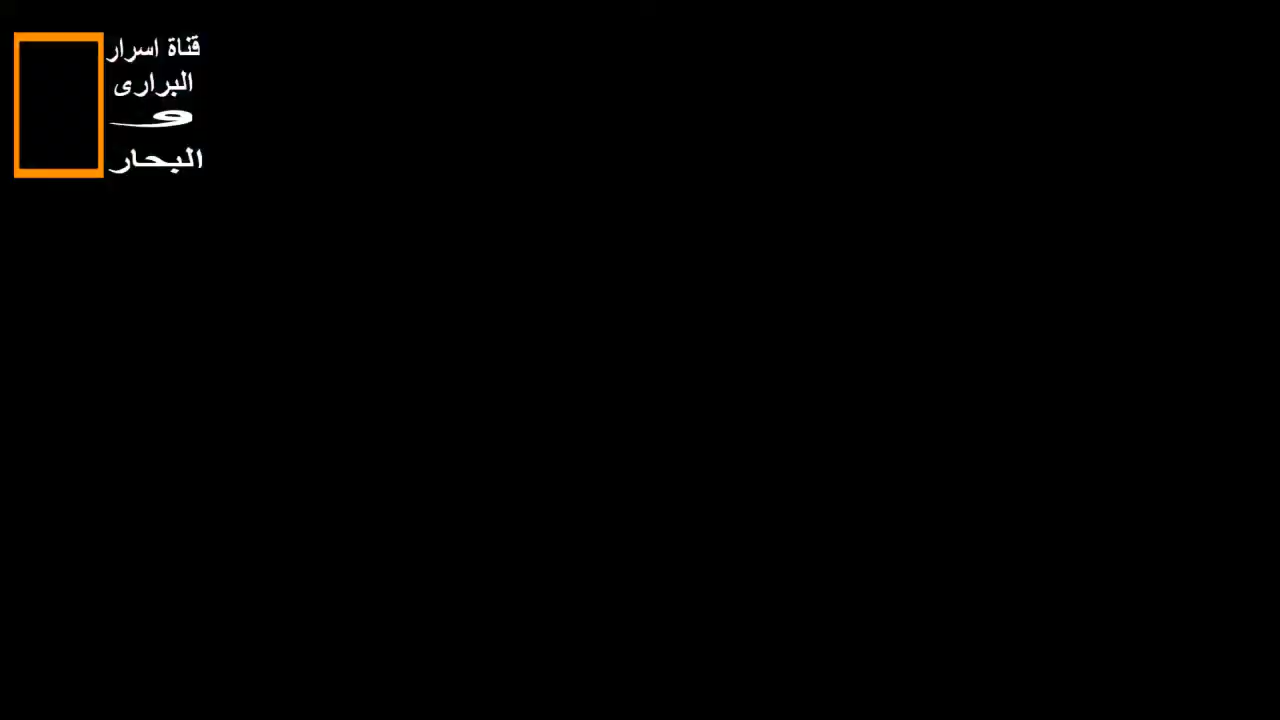 قناة اسرار
البرارى
و
البحار